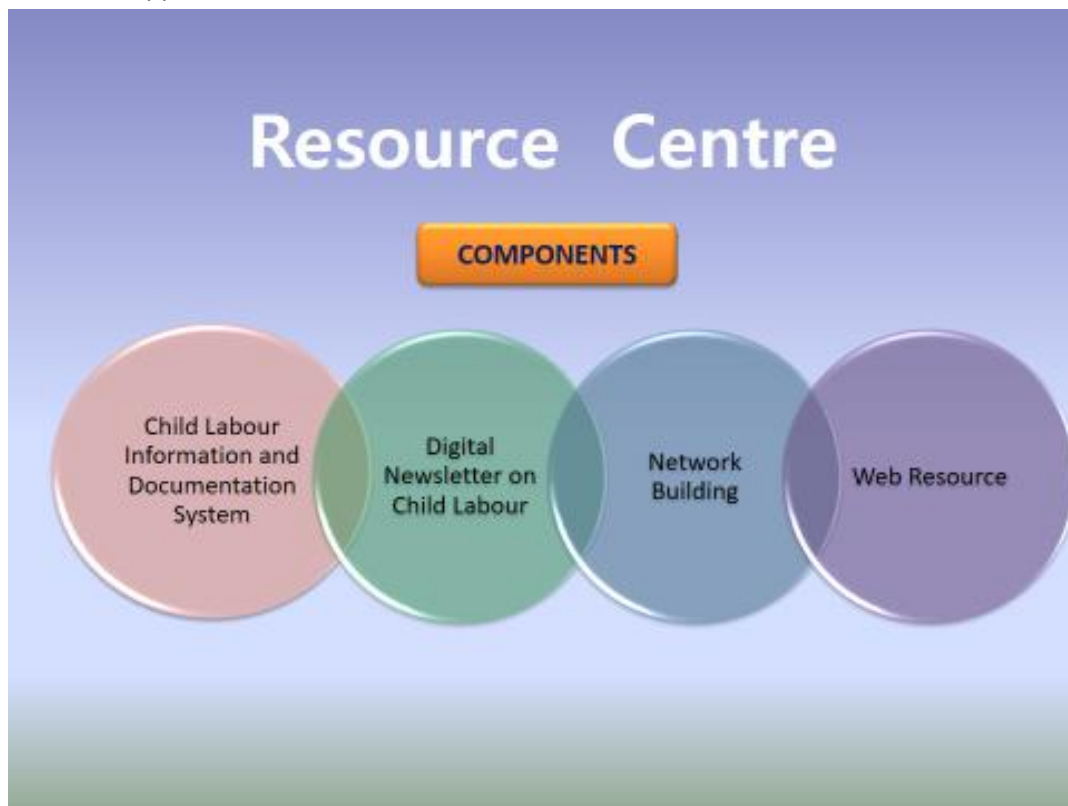 Resource Centre
COMPONENTS
Child Labour
Information and
Documentation
System
Digital
Newsletter on
Child Labour
Network
Building
Web Resource